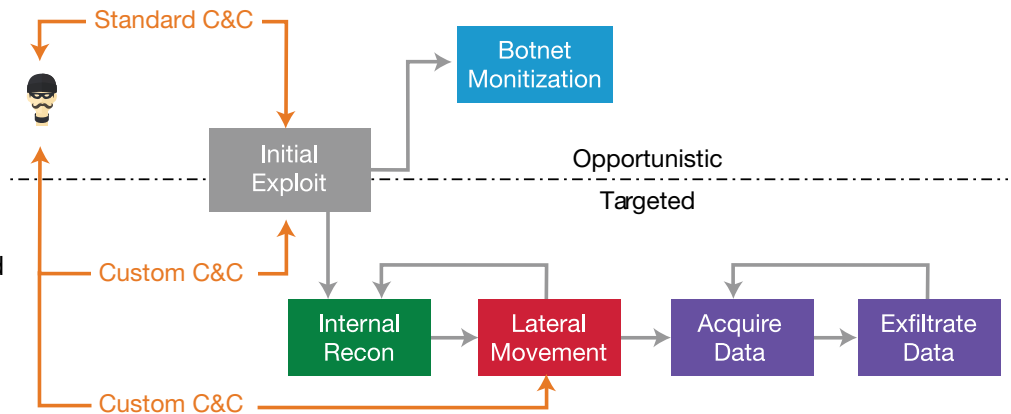 Standard C&C
Botnet
Monitization
Initial
Exploit
Opportunistic
Targeted
d
Custom C&C
Internal
Recon
Lateral
Movement
Acquire
Data
Exfiltrate
Data
Custom C&C